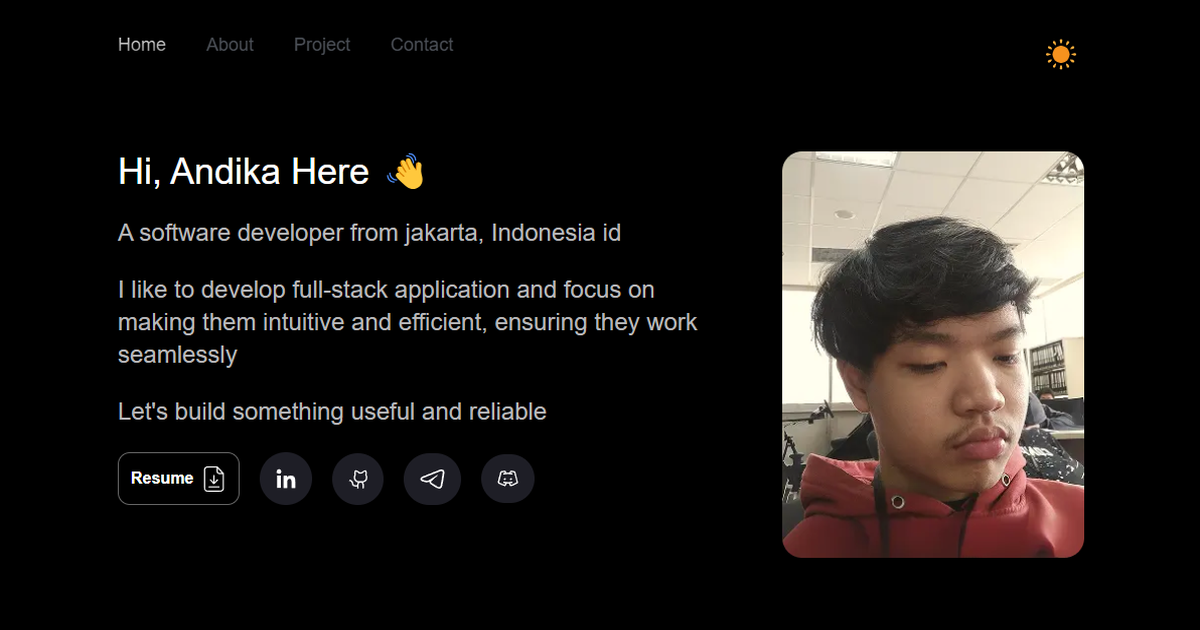 Home About Project Contact
Hi, Andika Here 👋
A software developer from jakarta, Indonesia id
I like to develop full-stack application and focus on
making them intuitive and efficient, ensuring they work
seamlessly
Let's build something useful and reliable
Resume
in